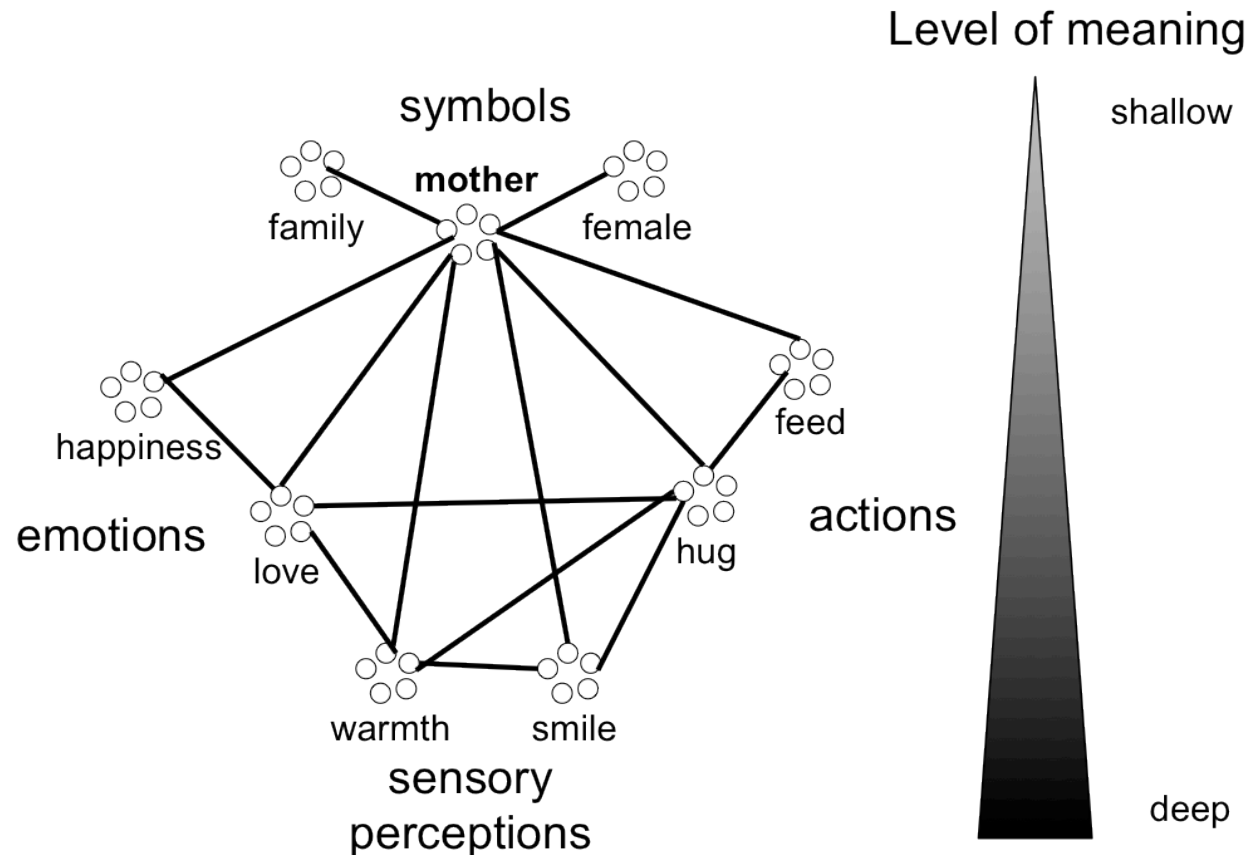 Level of meaning
shallow
symbols
mother
family
female
happiness
feed
emotions
actions
love
hug
warmth
smile
sensory
perceptions
deep